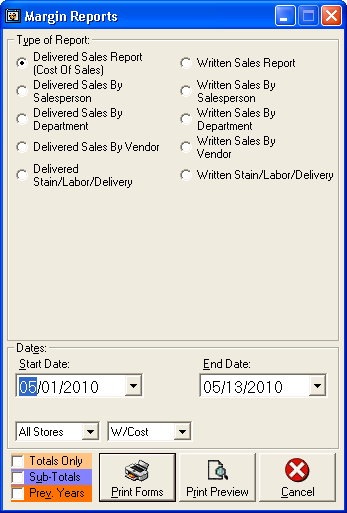 Margin Reports
Type of Report:
Delivered Sales Report
(Cost Of Sales)
Written Sales Report
Delivered Sales By
Salesperson
Written Sales By
Salesperson
Delivered Sales By
Department
Written Sales By
Department
Delivered Sales By Vendor
Written Sales By
Vendor
Delivered
Stain/Labor/Delivery
Written Stain/Labor/Delivery
Dates:
Start Date:
End Date:
05/01/2010
05/13/2010
All Stores
W/Cost
Totals Only
Sub-Totals
Prev. Years
Print Forms
Print Preview
Cancel